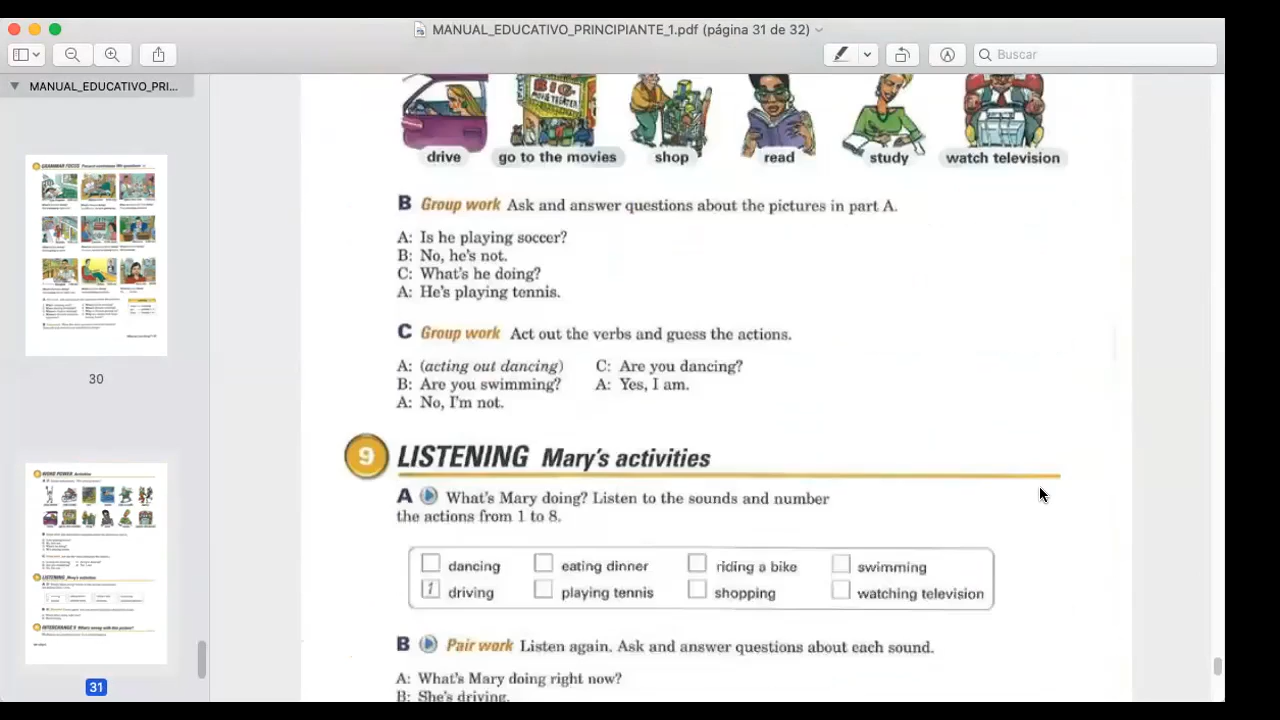 MANUAL_EDUCATIVO_PRINCIPIANTE_1.pdf (página 31 de 32)
Buscar
MANUAL_EDUCATIVO_PRI...
30
31
BIG
MOVIE THEATER
drive go to the movies shop read study watch television
B Group work Ask and answer questions about the pictures in part A.
A: Is he playing soccer?
B: No, he's not.
C: What's he doing?
A: He's playing tennis.
C Group work Act out the verbs and guess the actions.
A: (acting out dancing) C: Are you dancing?
B: Are you swimming? A: Yes, I am.
A: No, I'm not.
9 LISTENING Mary's activities
A What's Mary doing? Listen to the sounds and number
the actions from 1 to 8.
dancing eating dinner riding a bike swimming
1 driving playing tennis shopping watching television
B Pair work Listen again. Ask and answer questions about each sound.
A: What's Mary doing right now?
B: She's driving.